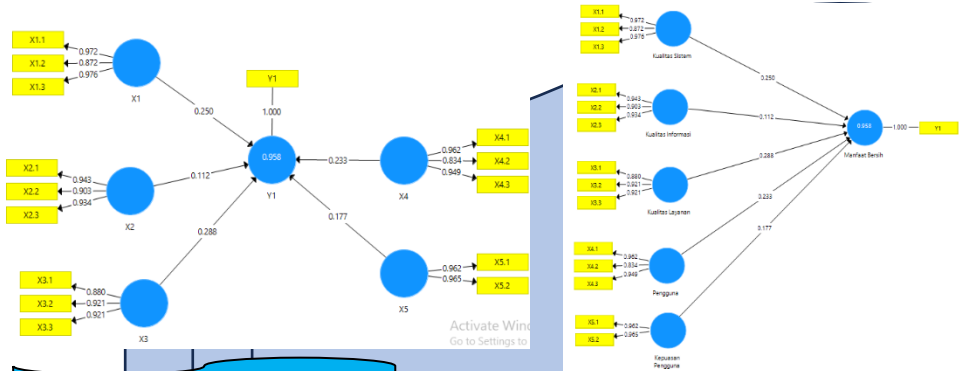 X1.1
X1.2
X1.3
0.972
0.872
0.976
X1
Y1
1.000
0.250
X2.1
X2.2
X2.3
0.943
0.903
0.934
X2
0.112
0.958
Y1
0.233
X4
0.962
0.834
0.949
X4.1
X4.2
X4.3
0.177
0.288
X3.1
X3.2
X3.3
0.880
0.921
0.921
X3
X5
0.962
0.965
X5.1
X5.2
Activate Wind
Go to Settings to
X1.1
X1.2
X1.3
0.972
0.872
0.976
Kualitas Sistem
0.250
X2.1
X2.2
X2.3
0.943
0.903
0.934
Kualitas Informasi
0.112
0.958
Manfaat Bersih
1.000
Y1
X3.1
X3.2
X3.3
0.880
0.921
0.921
Kualitas Layanan
0.288
0.233
X4.1
X4.2
X4.3
0.962
0.834
0.949
Pengguna
0.177
X5.1
X5.2
0.962
0.965
Kepuasan
Pengguna